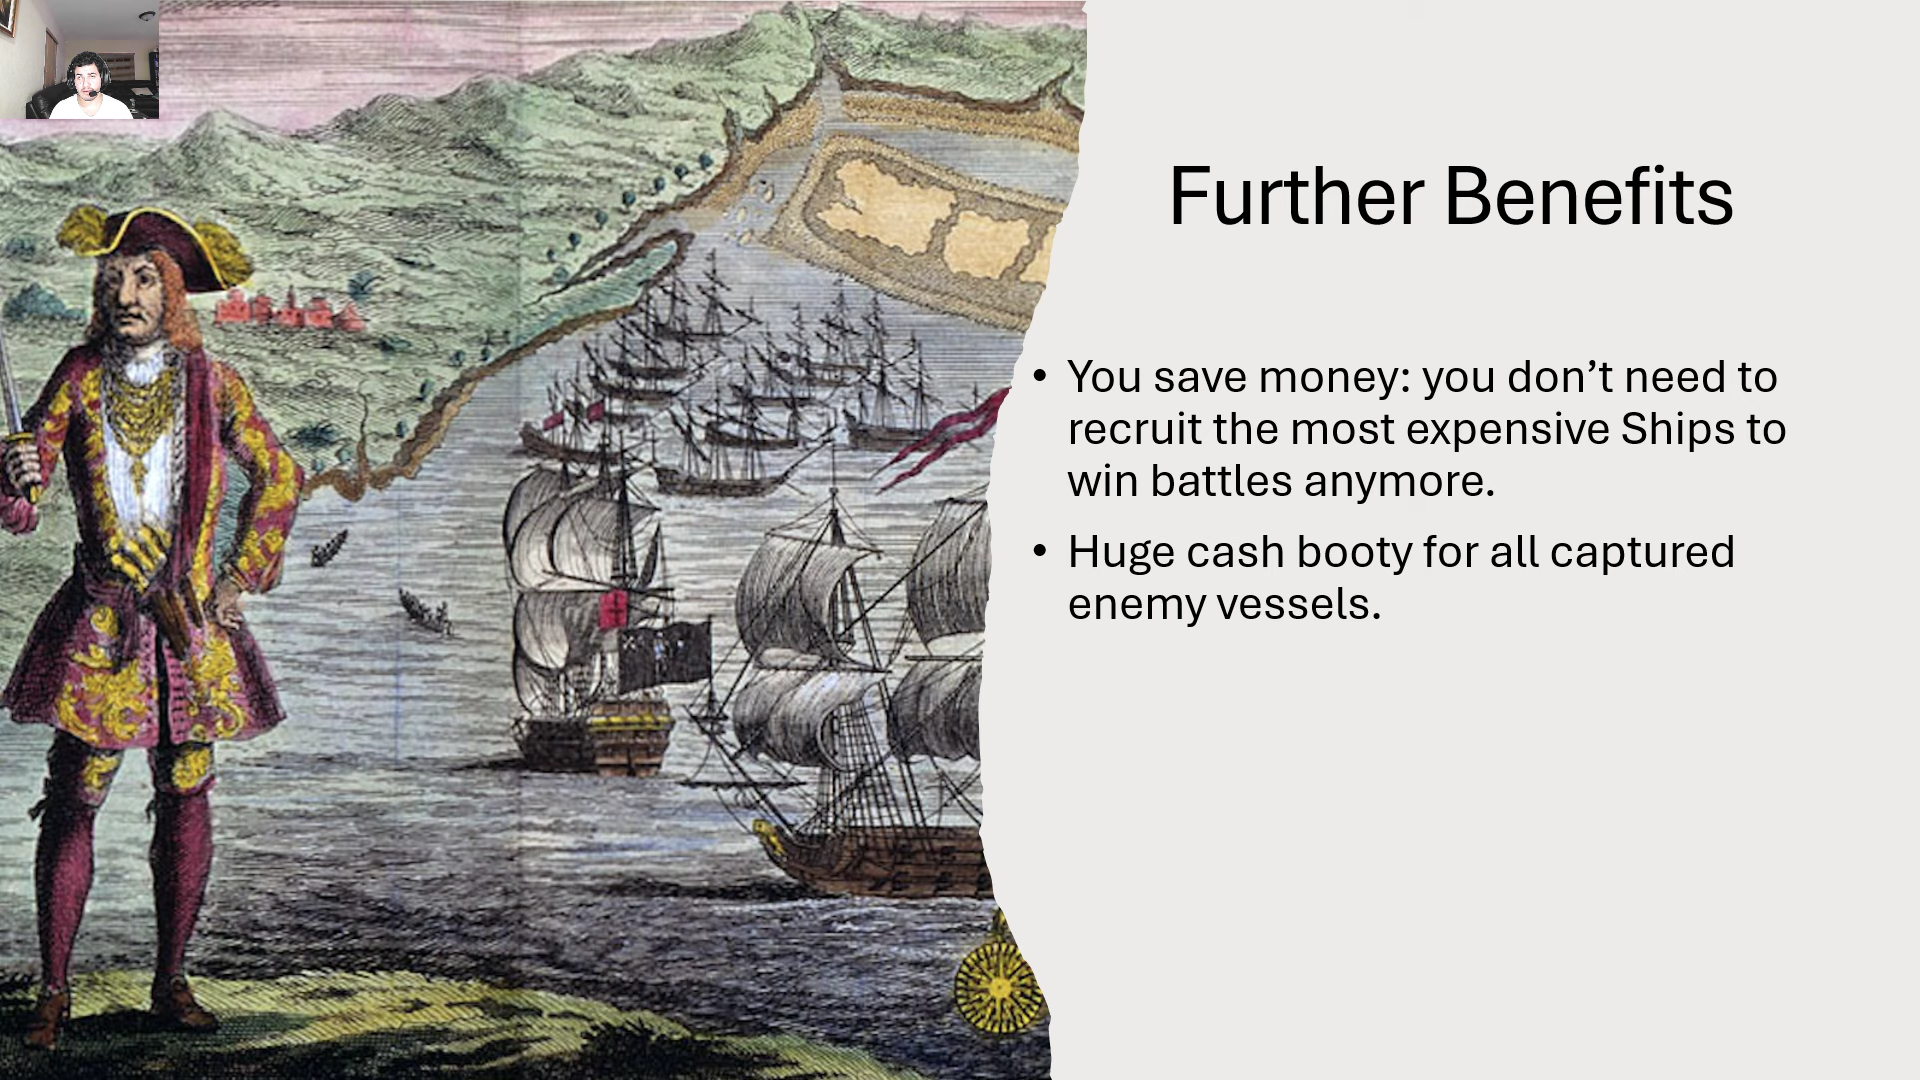 Further Benefits
• You save money: you don’t need to
recruit the most expensive Ships to
win battles anymore.
• Huge cash booty for all captured
enemy vessels.